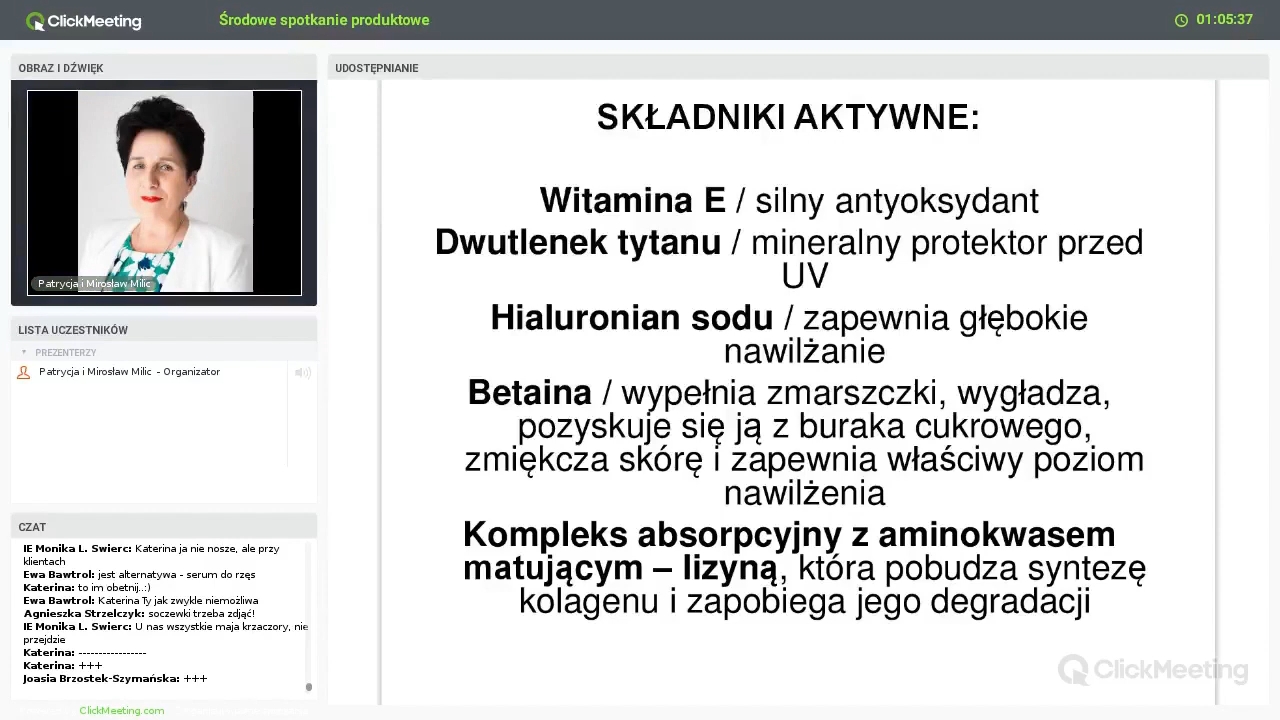 ClickMeeting
Środowe spotkanie produktowe
01:05:37
OBRAZ I DŹWIĘK
Patrycja i Mirosław Milic
LISTA UCZESTNIKÓW
PREZENTERZY
Patrycja i Mirosław Milic - Organizator
CZAT
IE Monika L. Swierc: Katerina ja nie nosze, ale przy
klientach
Ewa Bawtrol: jest alternatywa - serum do rzęs
Katerina: to im obetnij..:)
Ewa Bawtrol: Katerina Ty jak zwykle niemożliwa
Agnieszka Strzelczyk: soczewki trzeba zdjąć!
IE Monika L. Swierc: U nas wszystkie maja krzaczory, nie
przejdzie
Katerina: -----------------
Katerina: +++
Joasia Brzostek-Szymańska: +++
ClickMeeting.com
UDOSTĘPNIANIE
SKŁADNIKI AKTYWNE:
Witamina E / silny antyoksydant
Dwutlenek tytanu / mineralny protektor przed
UV
Hialuronian sodu / zapewnia głębokie
nawilżanie
Betaina / wypełnia zmarszczki, wygładza,
pozyskuje się ją z buraka cukrowego,
zmiękcza skórę i zapewnia właściwy poziom
nawilżenia
Kompleks absorpcyjny z aminokwasem
matującym – lizyną, która pobudza syntezę
kolagenu i zapobiega jego degradacji
ClickMeeting